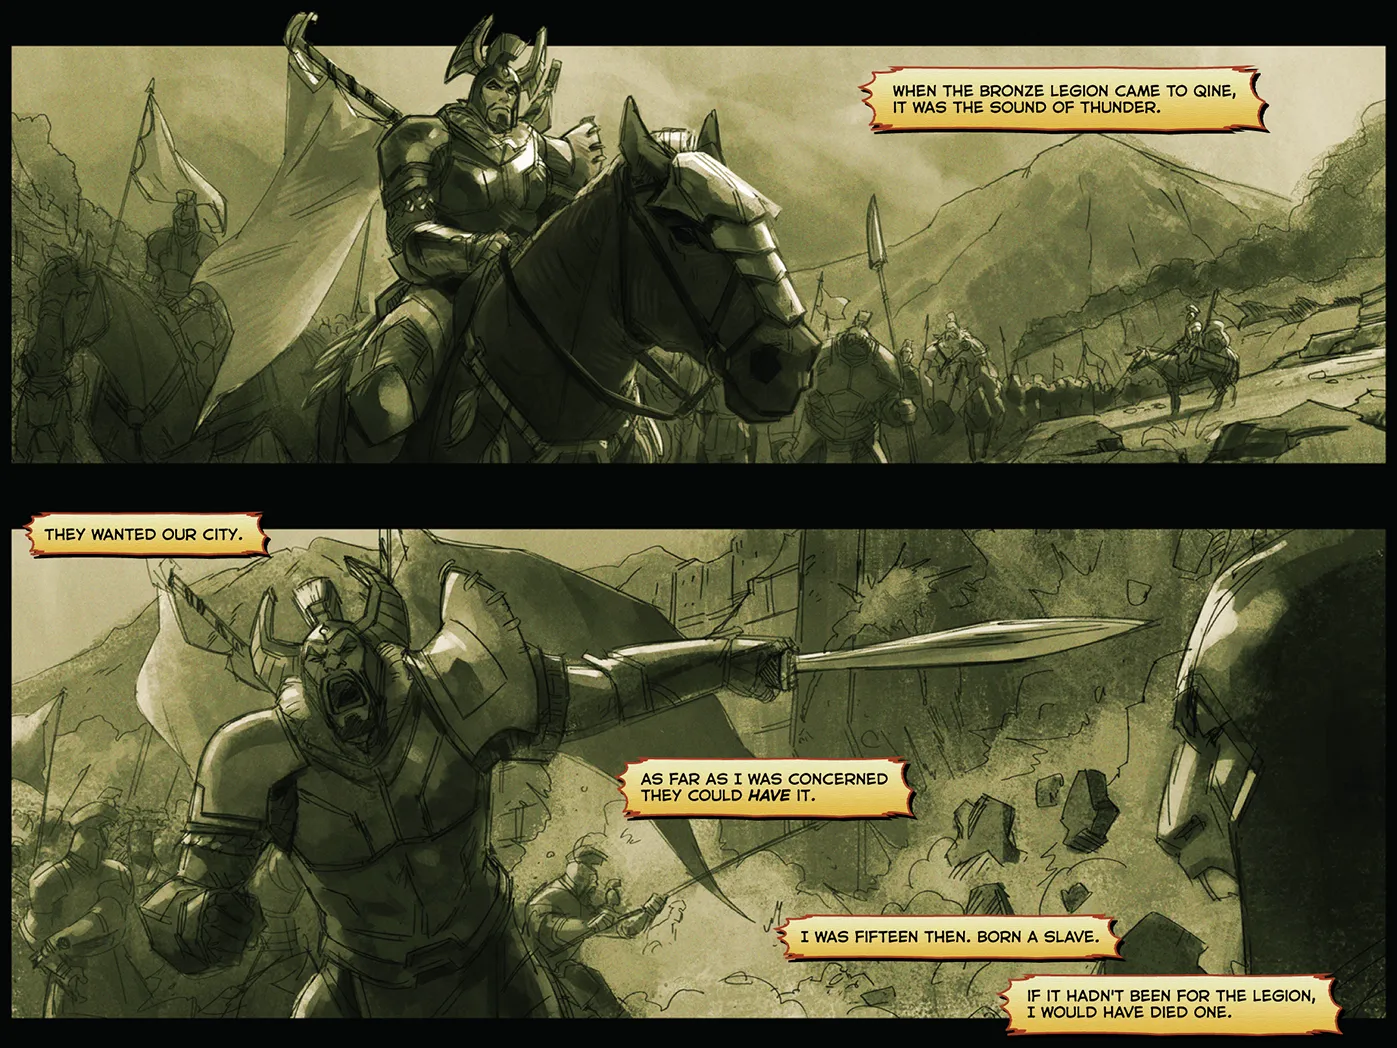 WHEN THE BRONZE LEGION CAME TO QINE,
IT WAS THE SOUND OF THUNDER.
THEY WANTED OUR CITY.
AS FAR AS I WAS CONCERNED
THEY COULD HAVE IT.
I WAS FIFTEEN THEN. BORN A SLAVE.
IF IT HADN'T BEEN FOR THE LEGION,
I WOULD HAVE DIED ONE.